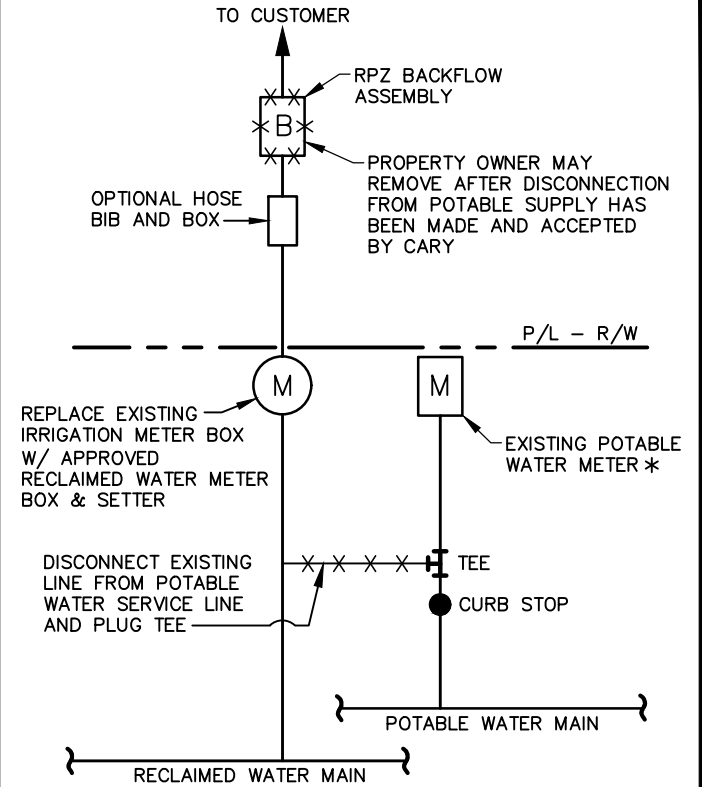 TO CUSTOMER
RPZ BACKFLOW
ASSEMBLY
B
PROPERTY OWNER MAY
REMOVE AFTER DISCONNECTION
FROM POTABLE SUPPLY HAS
BEEN MADE AND ACCEPTED
BY CARY
OPTIONAL HOSE
BIB AND BOX
P/L - R/W
M
M
REPLACE EXISTING
IRRIGATION METER BOX
W/ APPROVED
RECLAIMED WATER METER
BOX & SETTER
EXISTING POTABLE
WATER METER *
DISCONNECT EXISTING
LINE FROM POTABLE
WATER SERVICE LINE
AND PLUG TEE
TEE
CURB STOP
POTABLE WATER MAIN
RECLAIMED WATER MAIN